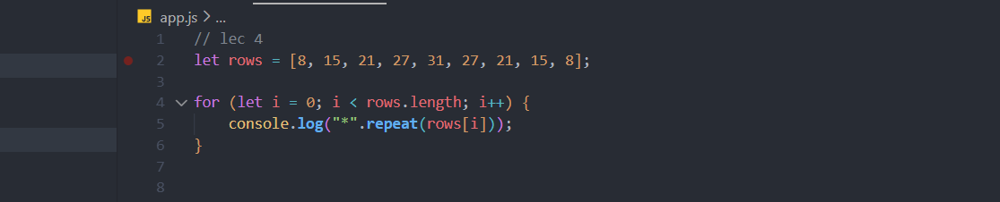 JS app.js > ...
1 // lec 4
2 let rows = [8, 15, 21, 27, 31, 27, 21, 15, 8];
3
4 for (let i = 0; i < rows.length; i++) {
5     console.log("*".repeat(rows[i]));
6 }
7
8